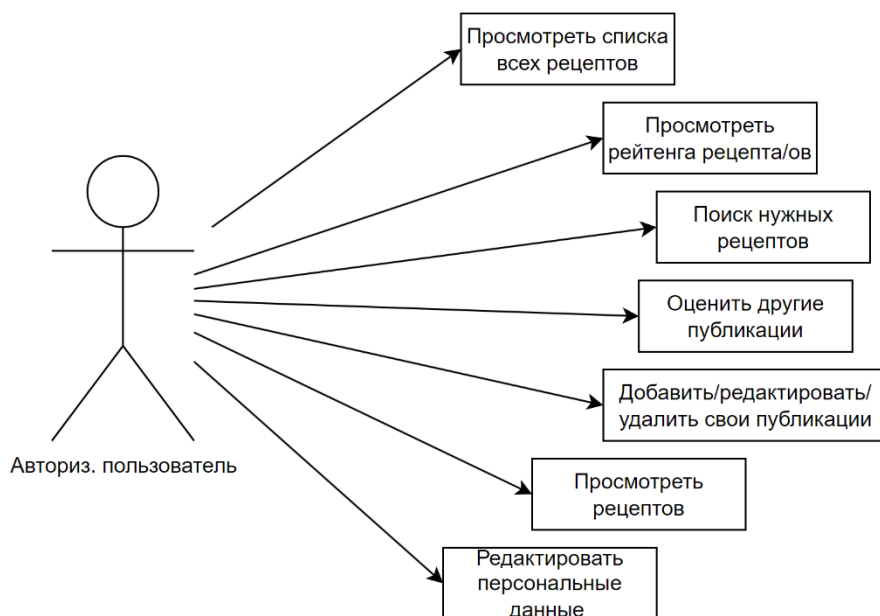 Просмотреть списка
всех рецептов
Просмотреть
рейтенга рецепта/ов
Поиск нужных
рецептов
Оценить другие
публикации
Добавить/редактировать/
удалить свои публикации
Авториз. пользователь
Просмотреть
рецептов
Редактировать
персональные
данные